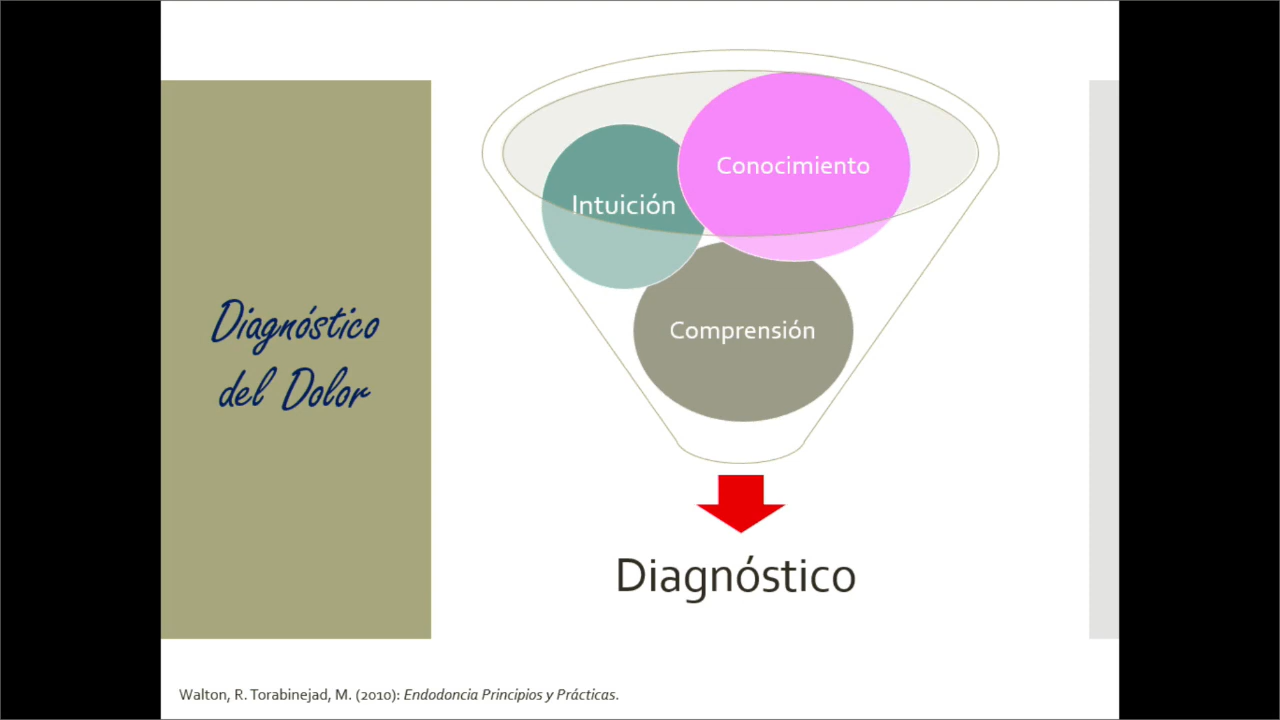 Diagnóstico
del Dolor
Conocimiento
Intuición
Comprensión
Diagnóstico
Walton, R. Torabinejad, M. (2010): Endodoncia Principios y Prácticas.